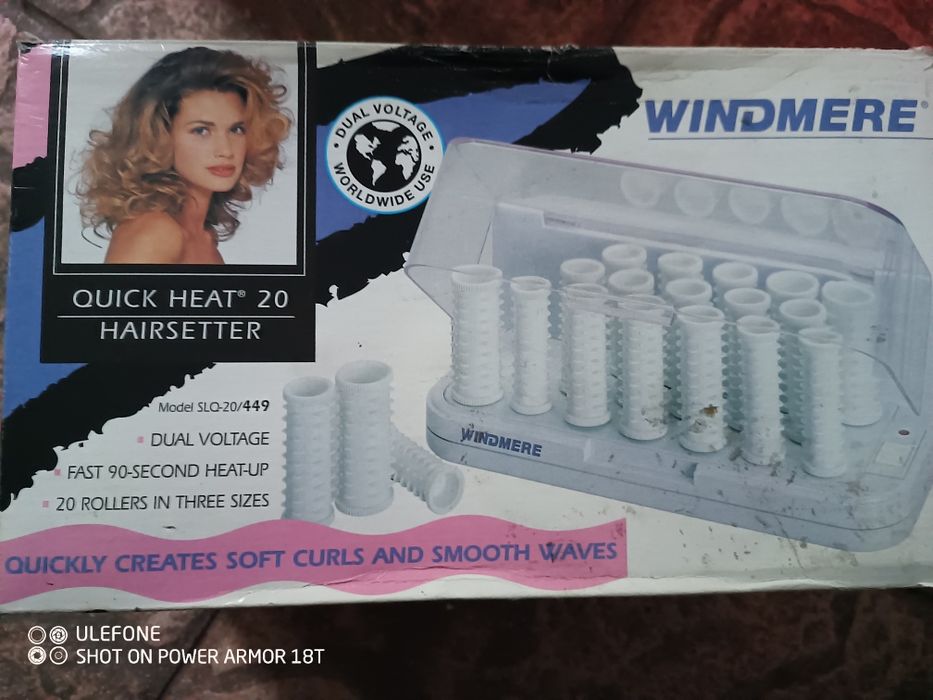 DUAL VOLTAGE
WORLDWIDE USE
WINDMERE®
QUICK HEAT® 20
HAIRSETTER
Model SLQ-20/449
DUAL VOLTAGE
FAST 90-SECOND HEAT-UP
20 ROLLERS IN THREE SIZES
WINDMERE
QUICKLY CREATES SOFT CURLS AND SMOOTH WAVES
ULEFONE
SHOT ON POWER ARMOR 18T